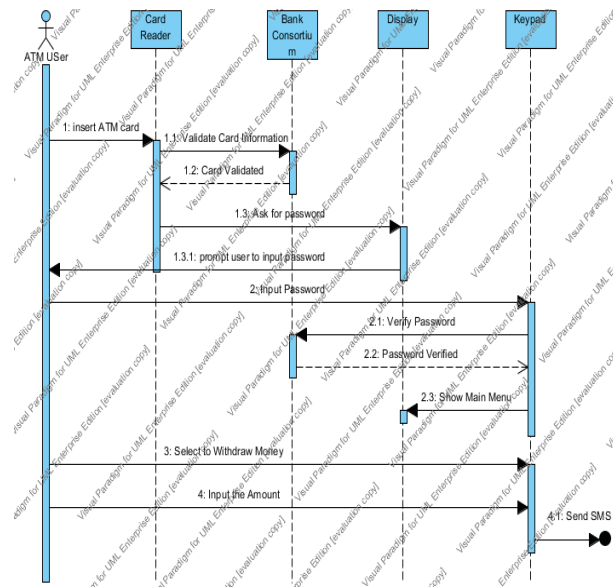 Card
Reader
Bank
Consortiu
m
Display
Keypad
ATM USer
1: insert ATM card
1.1: Validate Card Information
1.2: Card Validated
1.3: Ask for password
1.3.1: prompt user to input password
2: Input Password
2.1: Verify Password
2.2: Password Verified
2.3: Show Main Menu
3: Select to Withdraw Money
4: Input the Amount
4.1: Send SMS
Visual Paradigm for UML Enterprise Edition [evaluation copy]